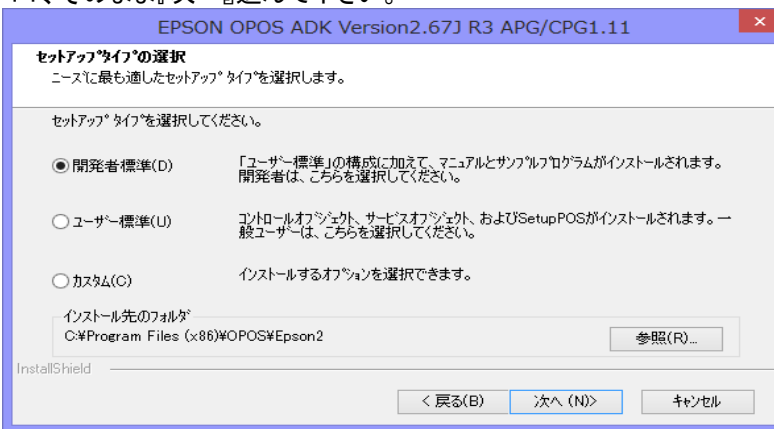 EPSON OPOS ADK Version2.67J R3 APG/CPG1.11
セットアップタイプの選択
ニーズに最も適したセットアップ タイプを選択します。
セットアップ タイプを選択してください。
開発者標準(D)
「ユーザー標準」の構成に加えて、マニュアルとサンプルプログラムがインストールされます。
開発者は、こちらを選択してください。
ユーザー標準(U)
コントロールオブジェクト、サービスオブジェクト、およびSetupPOSがインストールされます。一
般ユーザーは、こちらを選択してください。
カスタム(C)
インストールするオプションを選択できます。
インストール先のフォルダ
C:¥Program Files (x86)¥OPOS¥Epson2
参照(R)...
InstallShield
< 戻る(B)
次へ (N)>
キャンセル